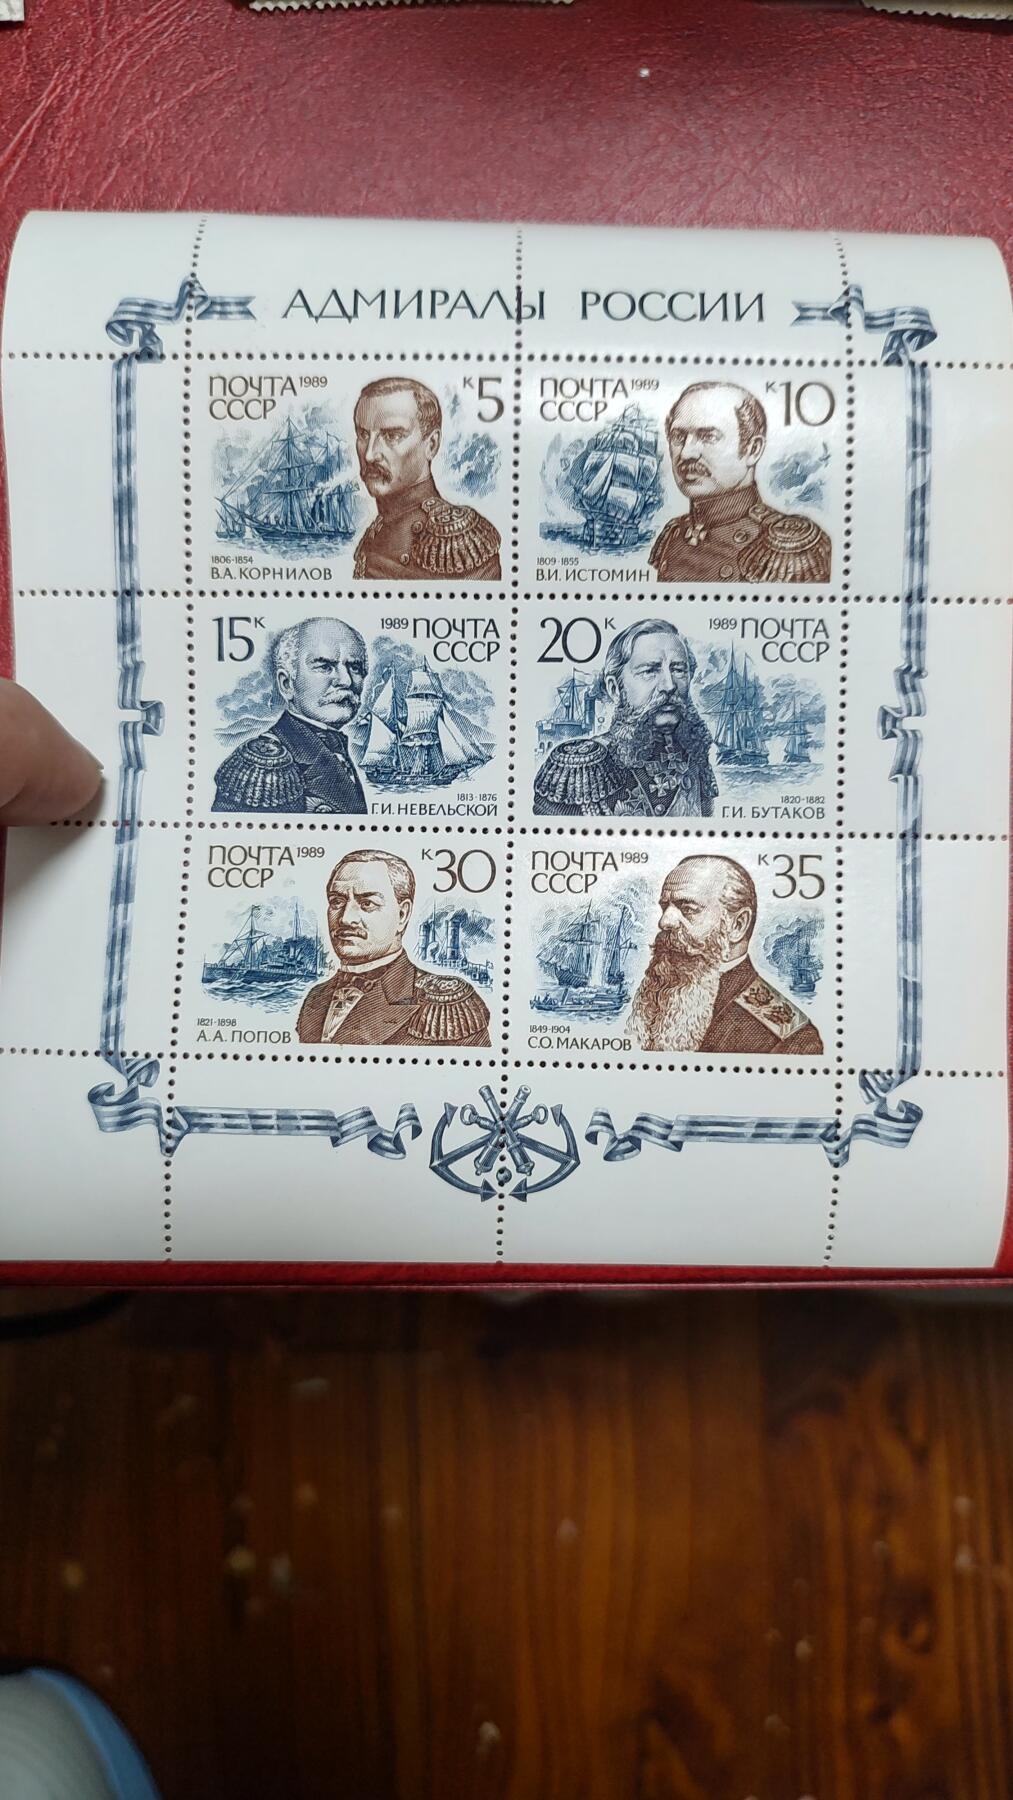 АДМИРАЛЫ РОССИИ
ПОЧТА 1989 К 5
СССР
1806-1854
В.А. КОРНИЛОВ
ПОЧТА 1989 К 10
СССР
1809-1855
В.И. ИСТОМИН
15 К 1989 ПОЧТА
СССР
1813-1876
Г.И. НЕВЕЛЬСКОЙ
20 К 1989 ПОЧТА
СССР
1820-1882
Г.И. БУТАКОВ
ПОЧТА 1989 К 30
СССР
1821-1898
А.А. ПОПОВ
ПОЧТА 1989 К 35
СССР
1849-1904
С.О. МАКАРОВ